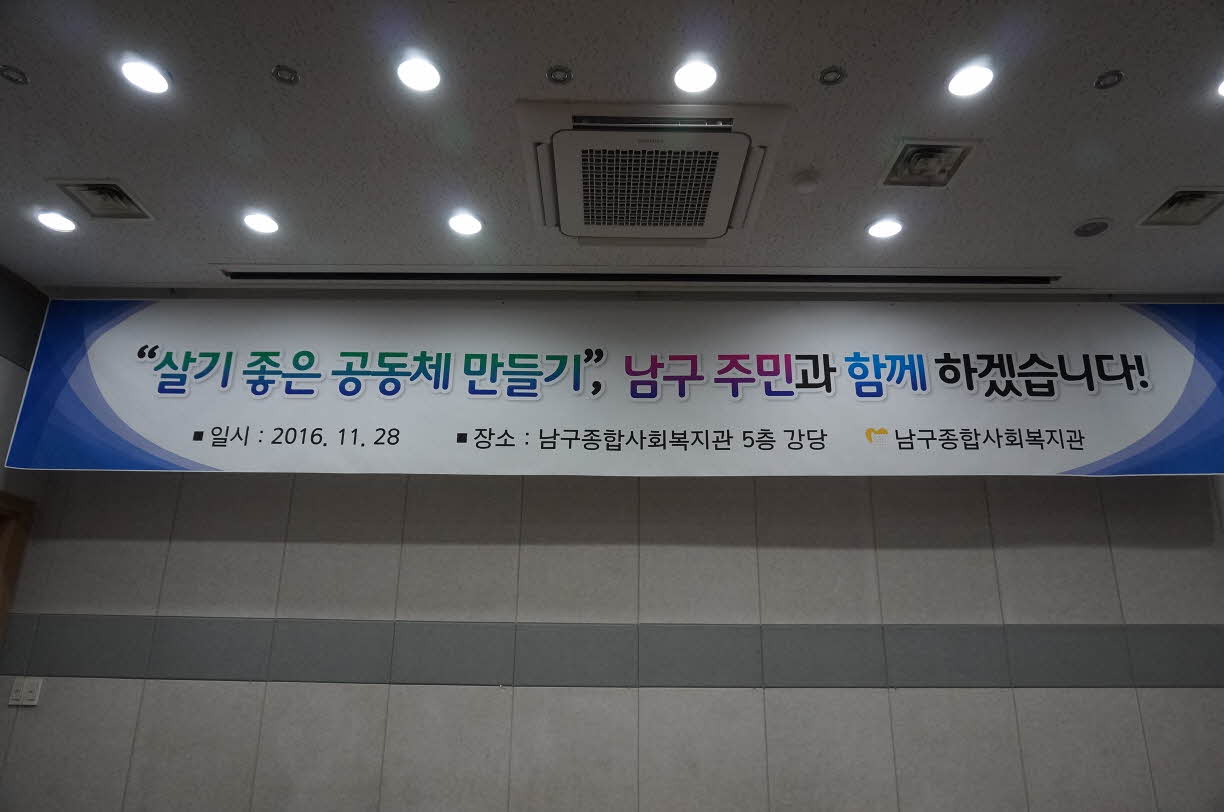 “살기 좋은 공동체 만들기”, 남구 주민과 함께 하겠습니다!
▪일시 : 2016. 11. 28 ▪장소 : 남구종합사회복지관 5층 강당 남구종합사회복지관